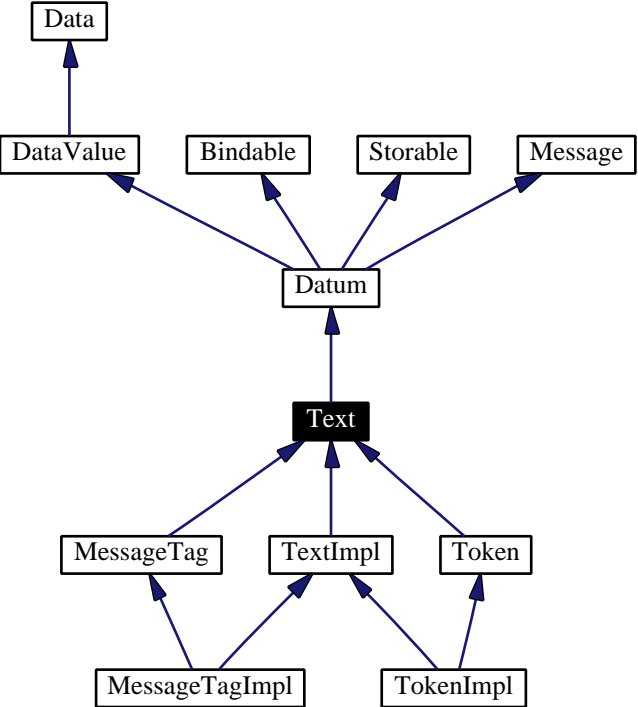 Data
DataValue
Bindable
Storable
Message
Datum
Text
MessageTag
TextImpl
Token
MessageTagImpl
TokenImpl